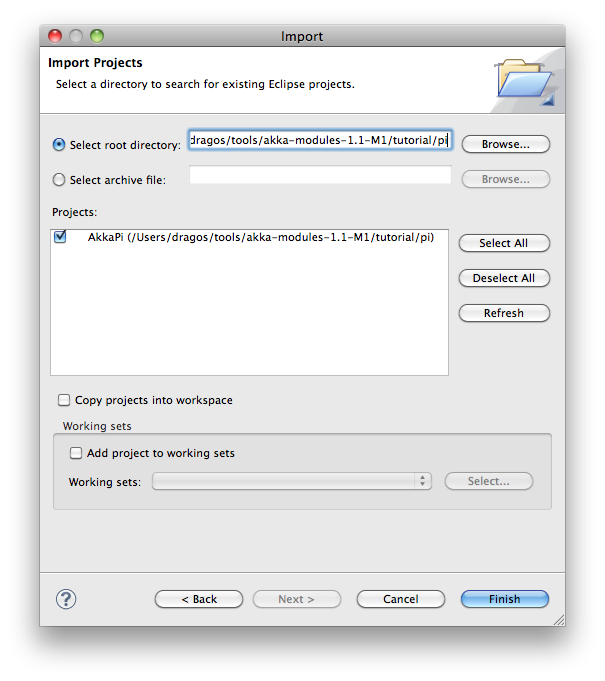 Import
Import Projects
Select a directory to search for existing Eclipse projects.
Select root directory: dragos/tools/akka-modules-1.1-M1/tutorial/pi Browse...
Select archive file: Browse...
Projects:
AkkaPi (/Users/dragos/tools/akka-modules-1.1-M1/tutorial/pi)
Select All
Deselect All
Refresh
Copy projects into workspace
Working sets
Add project to working sets
Working sets: Select...
? < Back Next > Cancel Finish